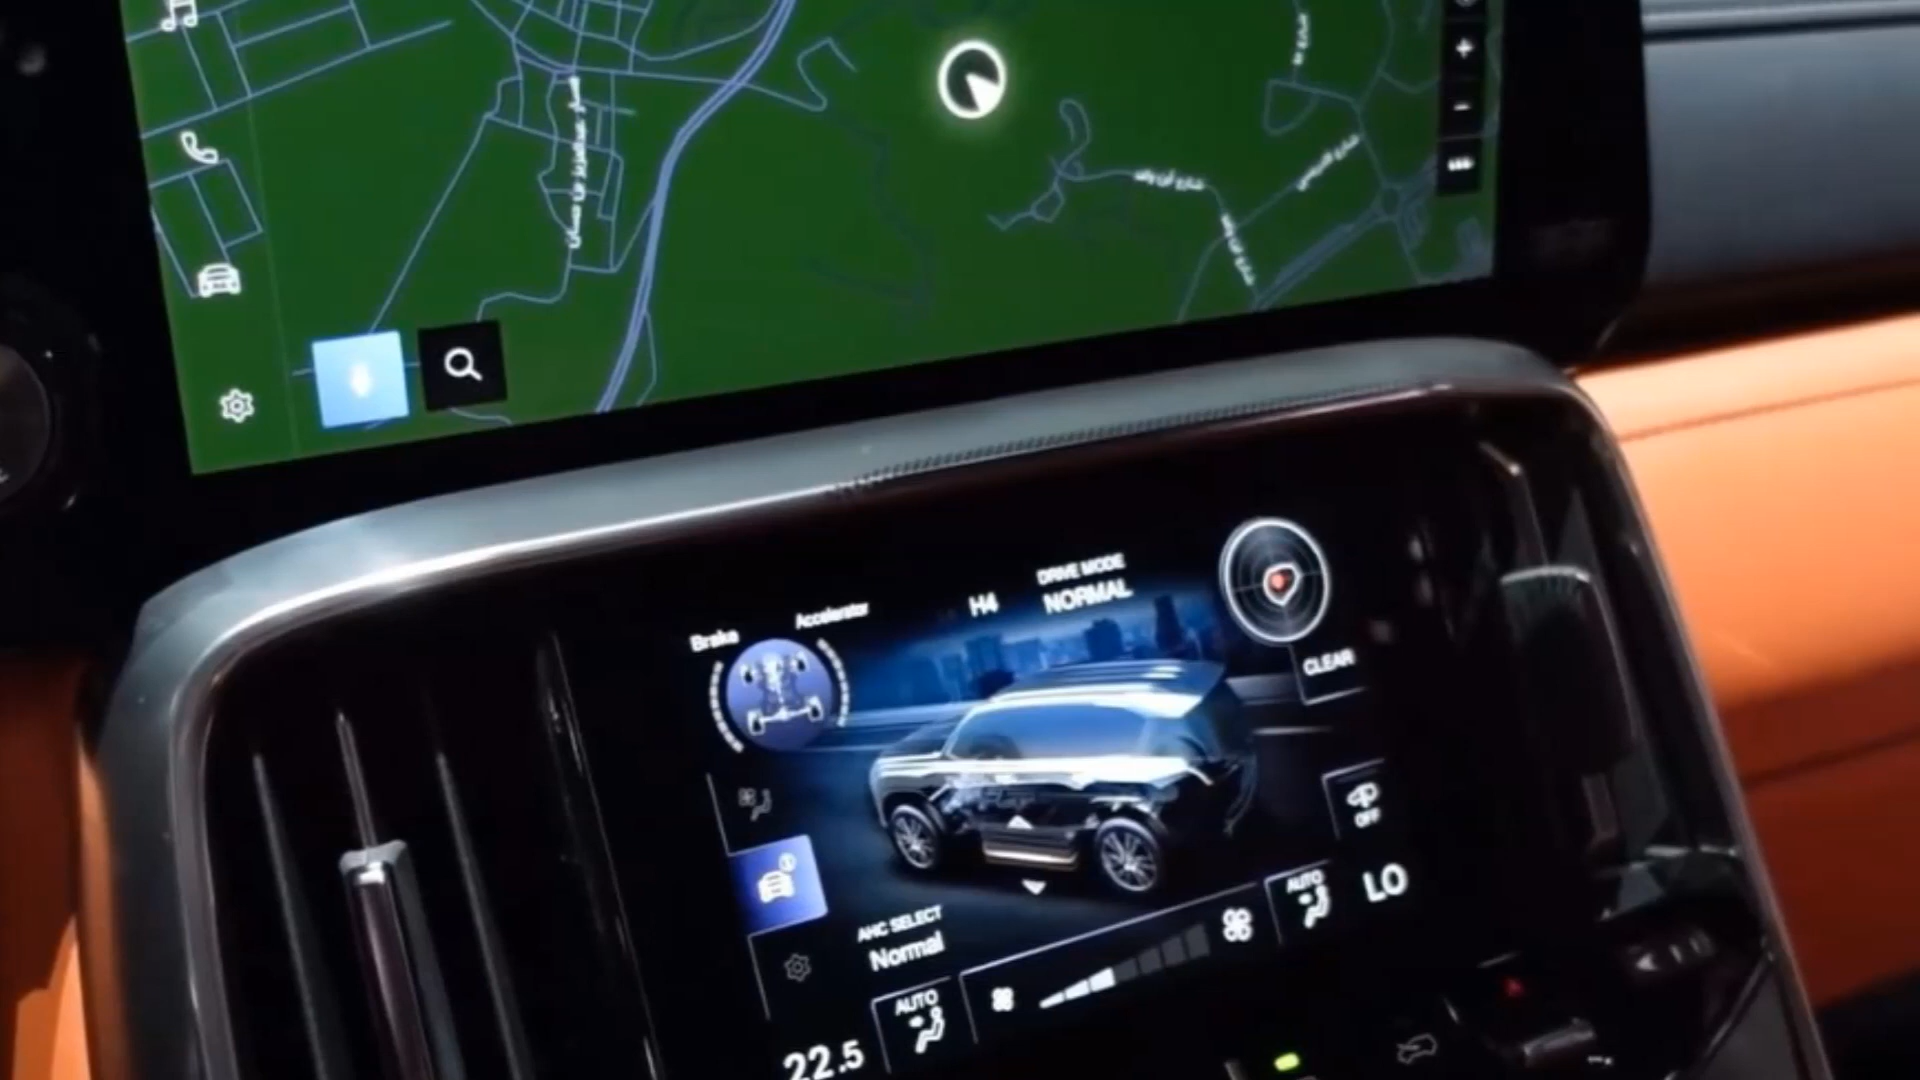 Brake
Accelerator
H4
DRIVE MODE
NORMAL
CLEAR
OFF
AHC SELECT
Normal
AUTO
LO
AUTO
22.5